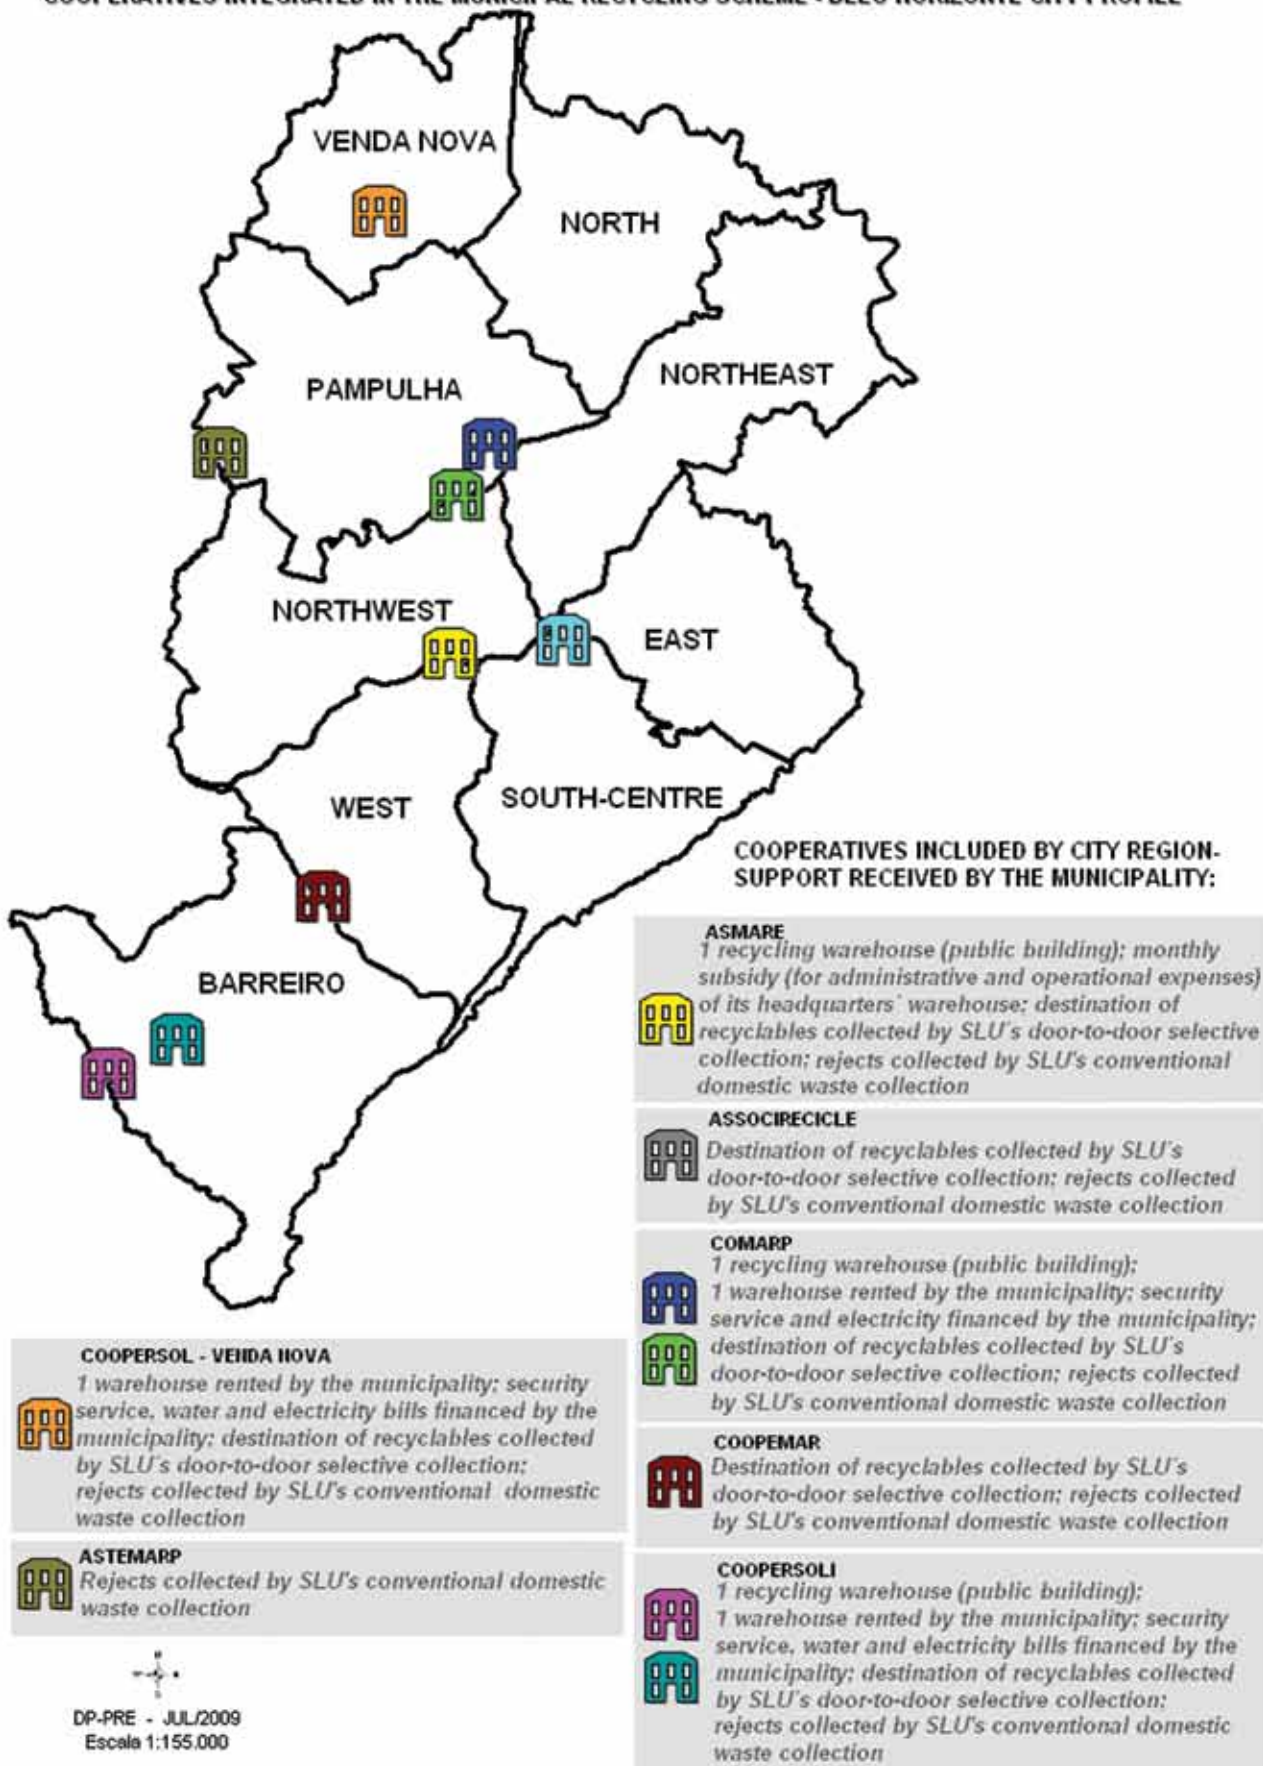 COOPERATIVES INTEGRATED IN THE MUNICIPAL RECYCLING SCHEME - BELO HORIZONTE CITY PROFILE
VENDA NOVA
NORTH
NORTHEAST
PAMPULHA
NORTHWEST
EAST
WEST
SOUTH-CENTRE
BARREIRO
COOPERATIVES INCLUDED BY CITY REGION-
SUPPORT RECEIVED BY THE MUNICIPALITY:
ASMARE
1 recycling warehouse (public building); monthly
subsidy (for administrative and operational expenses)
of its headquarters´ warehouse; destination of
recyclables collected by SLU´s door-to-door selective
collection; rejects collected by SLU´s conventional
domestic waste collection
ASSOCIRECICLE
Destination of recyclables collected by SLU´s
door-to-door selective collection; rejects collected
by SLU's conventional domestic waste collection
COMARP
1 recycling warehouse (public building);
1 warehouse rented by the municipality; security
service and electricity financed by the municipality;
destination of recyclables collected by SLU´s
door-to-door selective collection; rejects collected
by SLU's conventional domestic waste collection
COOPEMAR
Destination of recyclables collected by SLU´s
door-to-door selective collection; rejects collected
by SLU's conventional domestic waste collection
COOPERSOLI
1 recycling warehouse (public building);
1 warehouse rented by the municipality; security
service, water and electricity bills financed by the
municipality; destination of recyclables collected
by SLU´s door-to-door selective collection;
rejects collected by SLU's conventional domestic
waste collection
COOPERSOL - VENDA NOVA
1 warehouse rented by the municipality; security
service, water and electricity bills financed by the
municipality; destination of recyclables collected
by SLU´s door-to-door selective collection;
rejects collected by SLU's conventional domestic
waste collection
ASTEMARP
Rejects collected by SLU's conventional domestic
waste collection
DP-PRE - JUL/2009
Escala 1:155.000